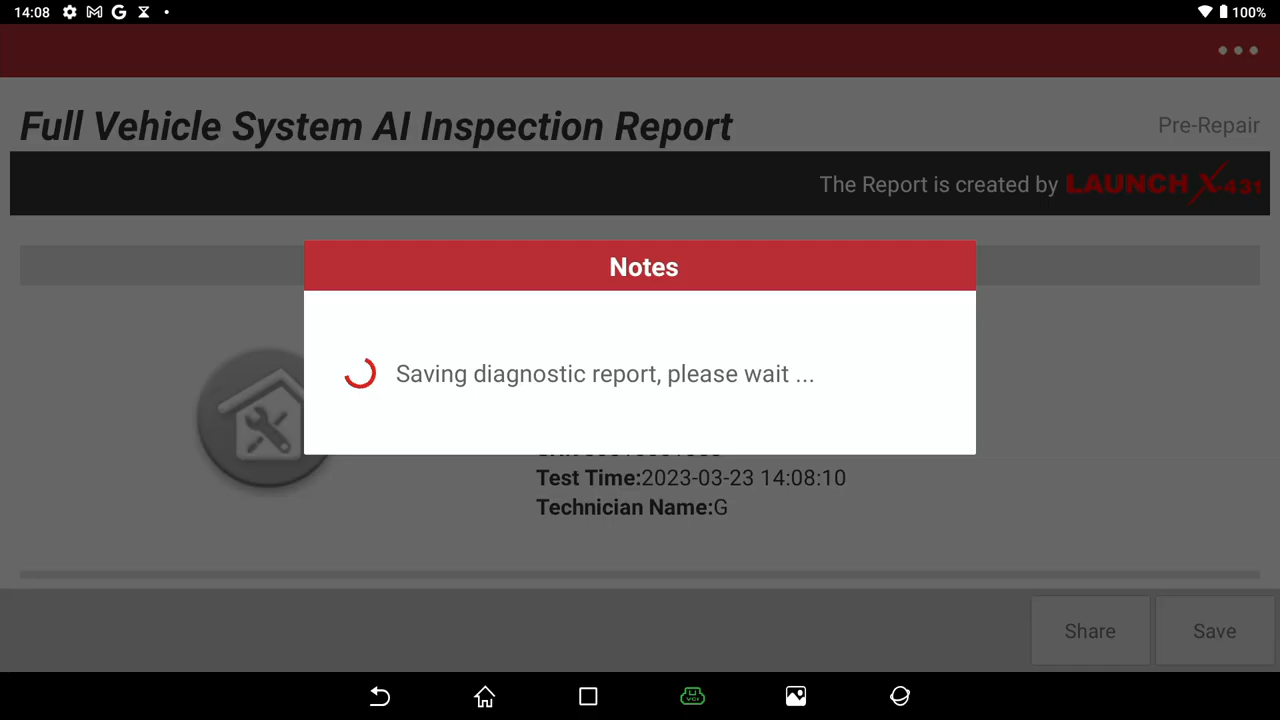 14:08
100%
Full Vehicle System AI Inspection Report
Pre-Repair
The Report is created by LAUNCH X-431
Notes
Saving diagnostic report, please wait ...
Test Time:2023-03-23 14:08:10
Technician Name:G
Share
Save
VCI